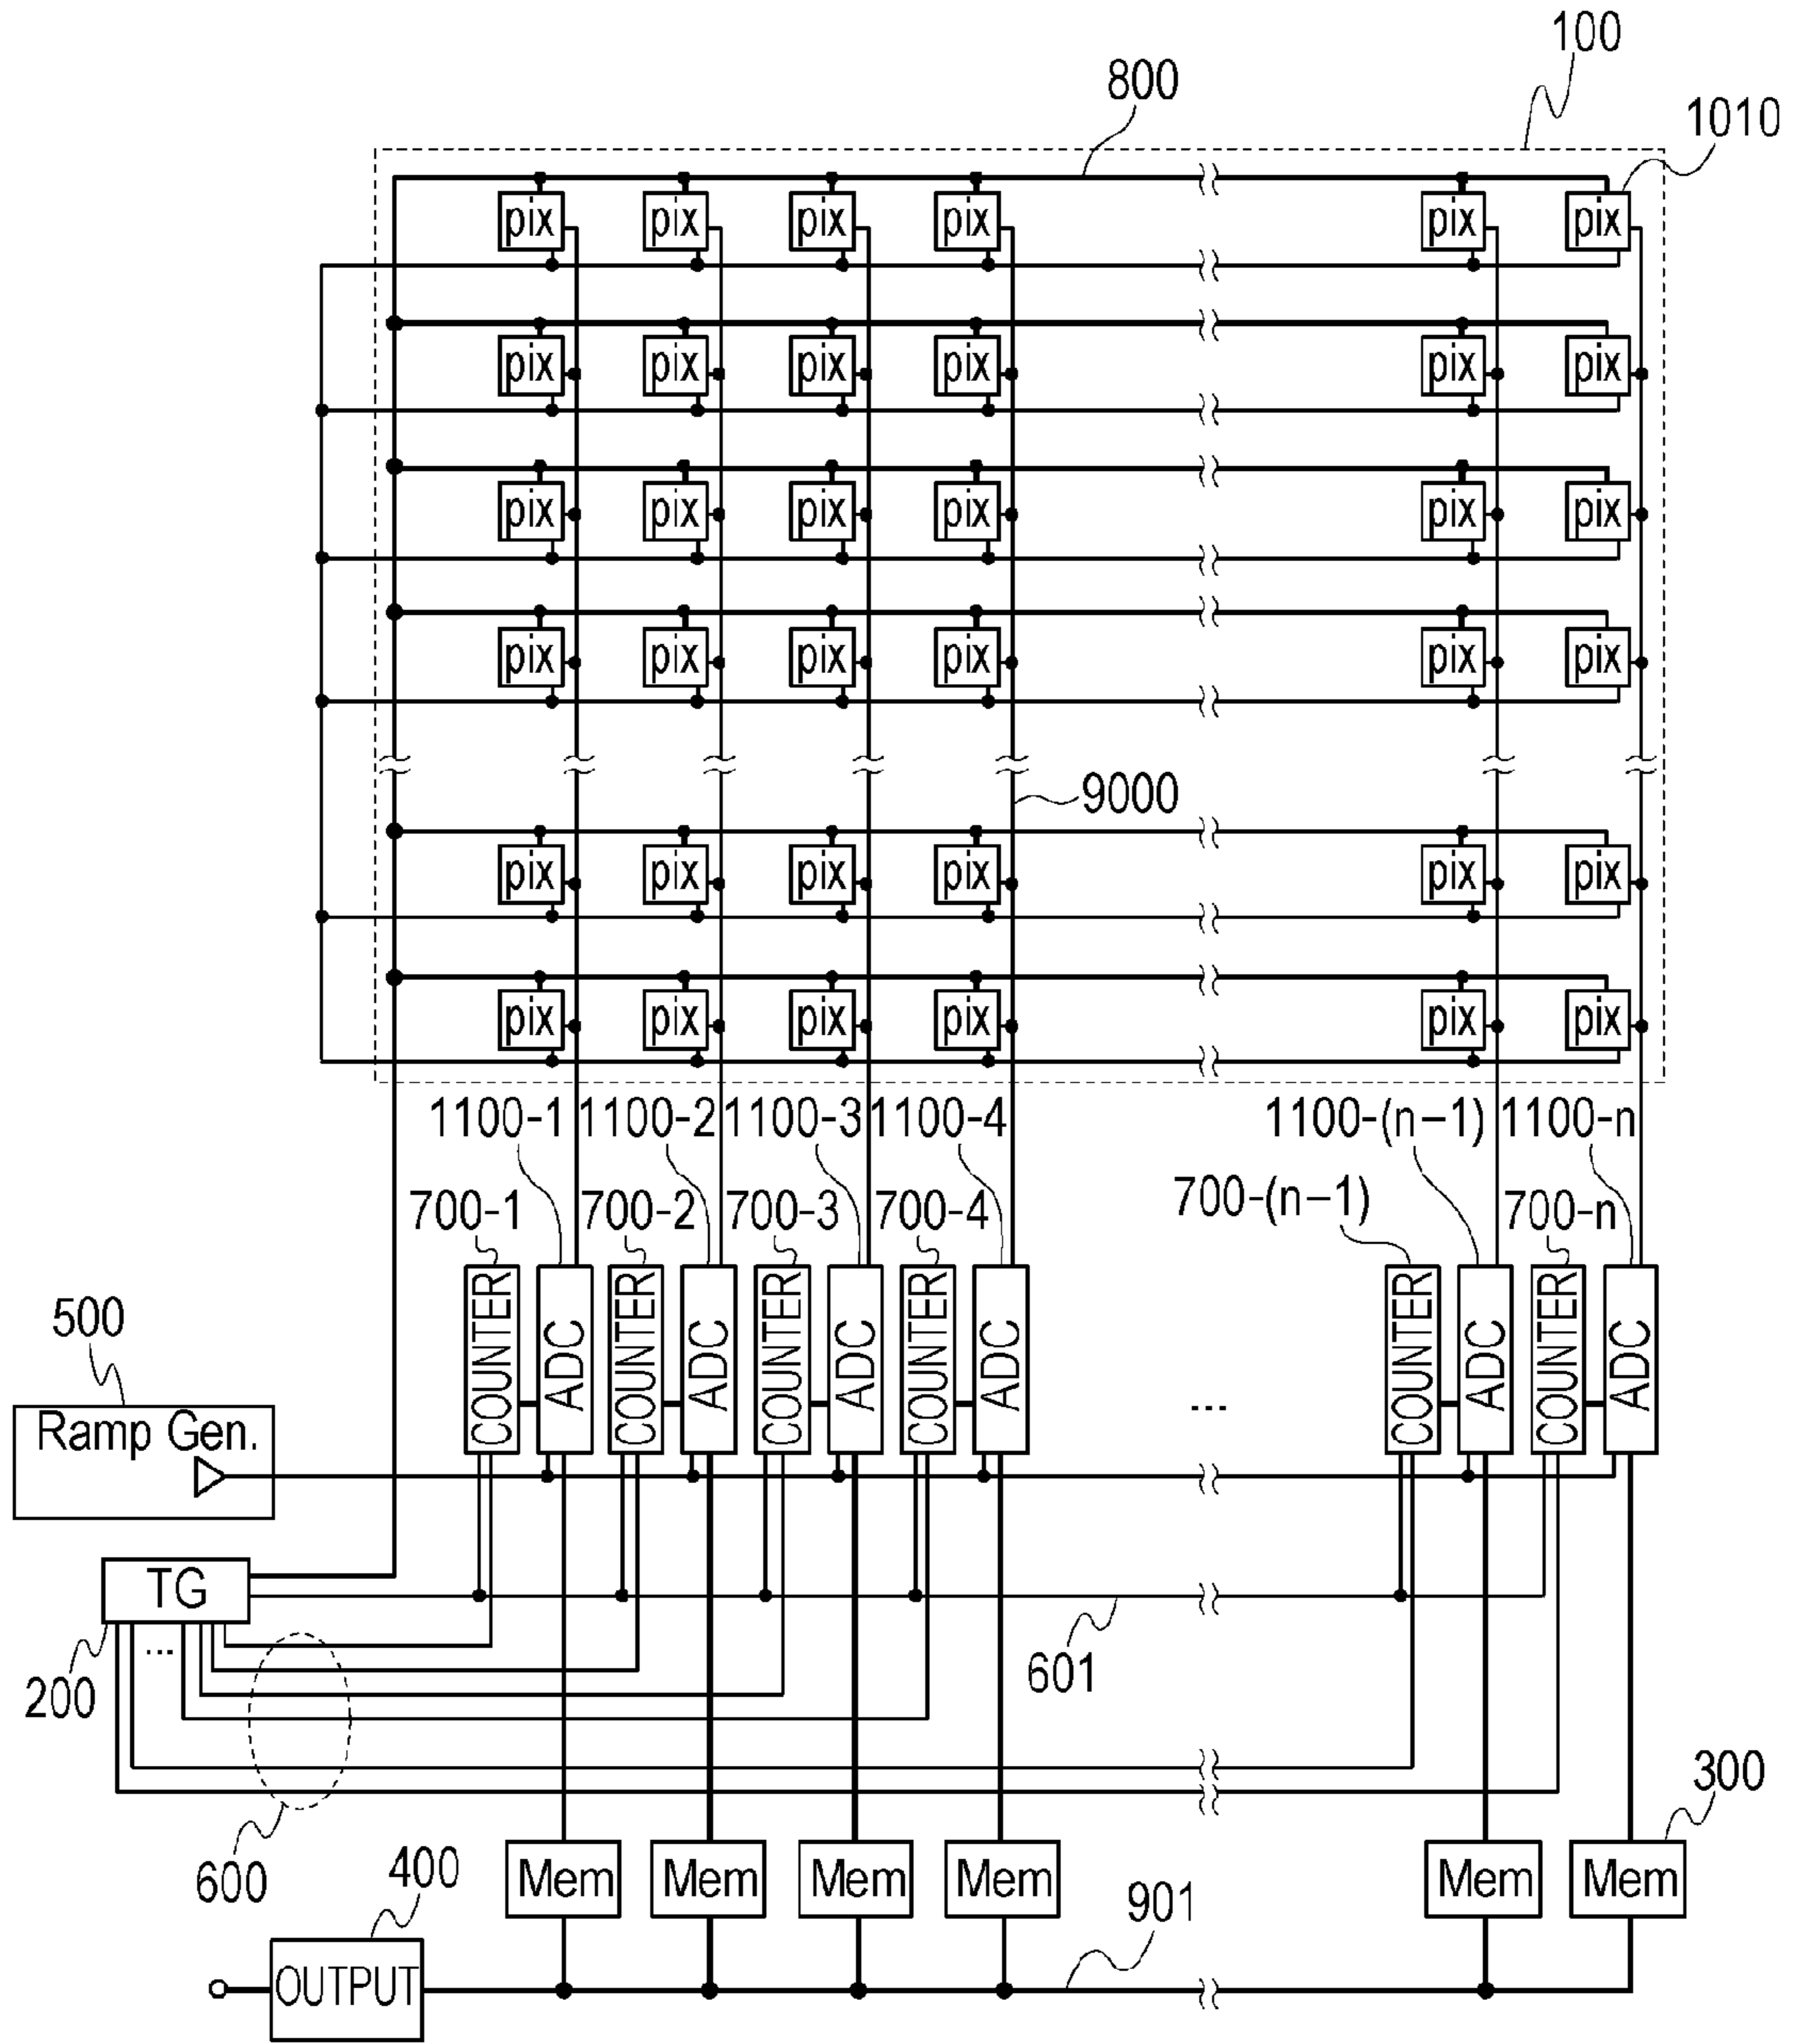 100
800
1010
pix pix pix pix pix pix
pix pix pix pix pix pix
pix pix pix pix pix pix
pix pix pix pix pix pix
9000
pix pix pix pix pix pix
pix pix pix pix pix pix
1100-1 1100-2 1100-3 1100-4 1100-(n-1) 1100-n
700-1 700-2 700-3 700-4 700-(n-1) 700-n
COUNTER ADC COUNTER ADC COUNTER ADC COUNTER ADC ... COUNTER ADC COUNTER ADC
500
Ramp Gen.
TG
...
200
601
600
300
400
Mem Mem Mem Mem Mem Mem
901
OUTPUT